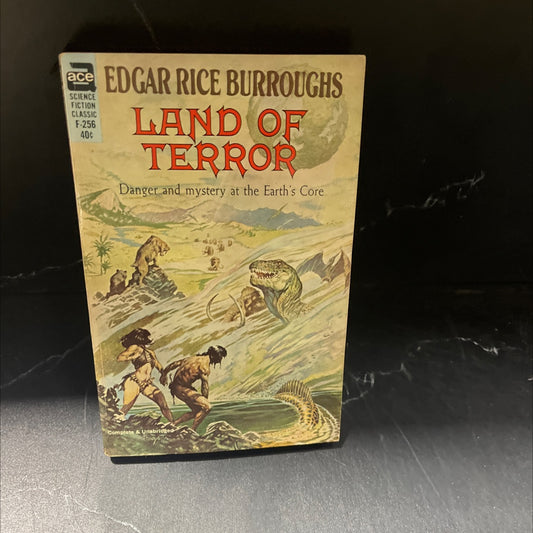 ace
SCIENCE
FICTION
CLASSIC
F-256
40¢
EDGAR RICE BURROUGHS
LAND OF
TERROR
Danger and mystery at the Earth's Core
Complete & Unabridged